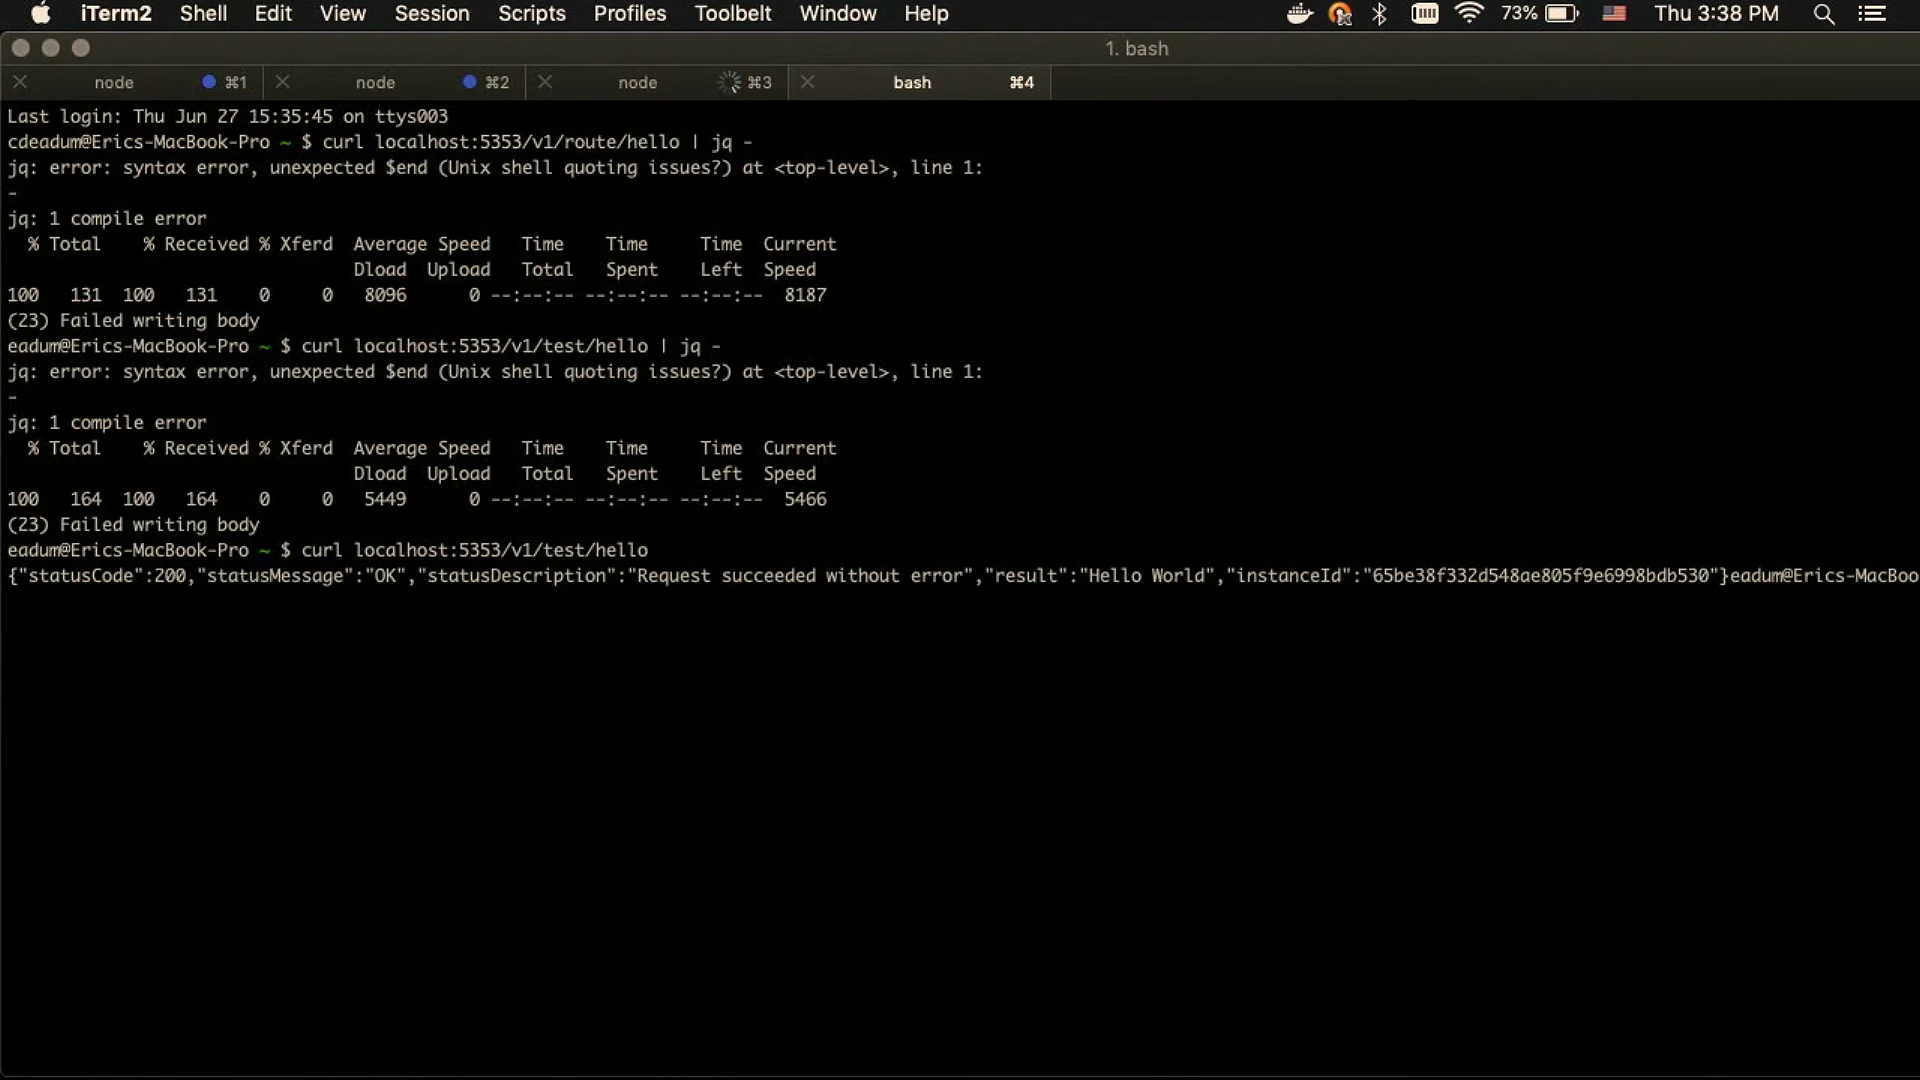 iTerm2 Shell Edit View Session Scripts Profiles Toolbelt Window Help 73% Thu 3:38 PM
1. bash
node ⌘1 node ⌘2 node ⌘3 bash ⌘4
Last login: Thu Jun 27 15:35:45 on ttys003
cdeadum@Erics-MacBook-Pro ~ $ curl localhost:5353/v1/route/hello | jq -
jq: error: syntax error, unexpected $end (Unix shell quoting issues?) at <top-level>, line 1:
-
jq: 1 compile error
% Total % Received % Xferd Average Speed Time Time Time Current
Dload Upload Total Spent Left Speed
100 131 100 131 0 0 8096 0 --:--:-- --:--:-- --:--:-- 8187
(23) Failed writing body
eadum@Erics-MacBook-Pro ~ $ curl localhost:5353/v1/test/hello | jq -
jq: error: syntax error, unexpected $end (Unix shell quoting issues?) at <top-level>, line 1:
-
jq: 1 compile error
% Total % Received % Xferd Average Speed Time Time Time Current
Dload Upload Total Spent Left Speed
100 164 100 164 0 0 5449 0 --:--:-- --:--:-- --:--:-- 5466
(23) Failed writing body
eadum@Erics-MacBook-Pro ~ $ curl localhost:5353/v1/test/hello
{"statusCode":200,"statusMessage":"OK","statusDescription":"Request succeeded without error","result":"Hello World","instanceId":"65be38f332d548ae805f9e6998bdb530"}eadum@Erics-MacBoo